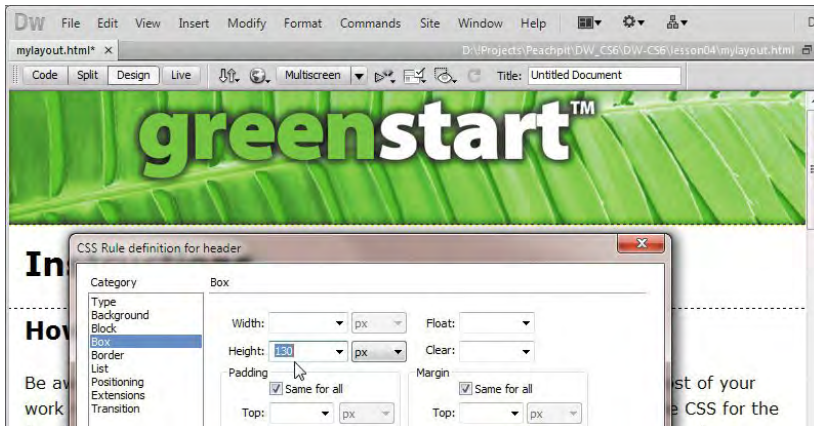 DW File Edit View Insert Modify Format Commands Site Window Help
mylayout.html* × D:\Projects\Peachpit\DW_CS6\DW-CS6\lesson04\mylayout.html
Code Split Design Live Multiscreen Title: Untitled Document
greenstart™
CSS Rule definition for header
Category Box
Type
Background
Block
Box
Border
List
Positioning
Extensions
Transition
Width: px Float:
Height: 130 px Clear:
Padding Margin
Same for all Same for all
Top: px Top: px
Be st of your
work CSS for the